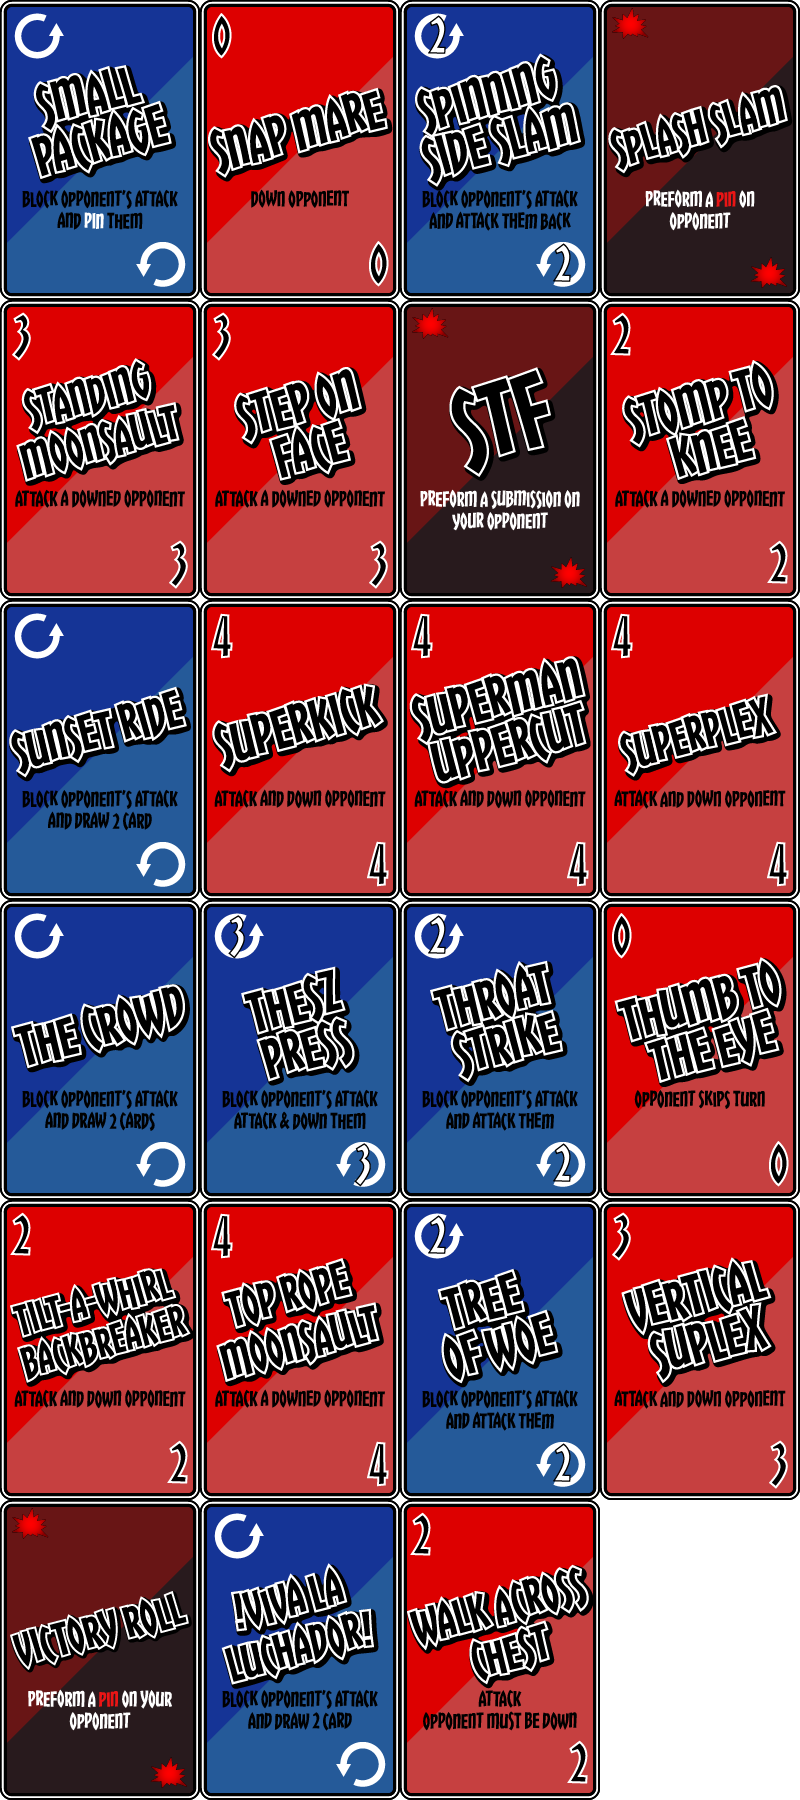 SMALL
PACKAGE
BLOCK OPPONENT'S ATTACK
AND PIN THEM
0
SNAP MARE
DOWN OPPONENT
0
2
SPINNING
SIDE SLAM
BLOCK OPPONENT'S ATTACK
AND ATTACK THEM BACK
2
SPLASH SLAM
PREFORM A PIN ON
OPPONENT
3
STANDING
MOONSAULT
ATTACK A DOWNED OPPONENT
3
3
STEP ON
FACE
ATTACK A DOWNED OPPONENT
3
STF
PREFORM A SUBMISSION ON
YOUR OPPONENT
2
STOMP TO
KNEE
ATTACK A DOWNED OPPONENT
2
SUNSET RIDE
BLOCK OPPONENT'S ATTACK
AND DRAW 2 CARD
4
SUPERKICK
ATTACK AND DOWN OPPONENT
4
4
SUPERMAN
UPPERCUT
ATTACK AND DOWN OPPONENT
4
4
SUPERPLEX
ATTACK AND DOWN OPPONENT
4
THE CROWD
BLOCK OPPONENT'S ATTACK
AND DRAW 2 CARDS
3
THESZ
PRESS
BLOCK OPPONENT'S ATTACK
ATTACK & DOWN THEM
3
2
THROAT
STRIKE
BLOCK OPPONENT'S ATTACK
AND ATTACK THEM
2
0
THUMB TO
THE EYE
OPPONENT SKIPS TURN
0
2
TILT-A-WHIRL
BACKBREAKER
ATTACK AND DOWN OPPONENT
2
4
TOP ROPE
MOONSAULT
ATTACK A DOWNED OPPONENT
4
2
TREE
OF WOE
BLOCK OPPONENT'S ATTACK
AND ATTACK THEM
2
3
VERTICAL
SUPLEX
ATTACK AND DOWN OPPONENT
3
VICTORY ROLL
PREFORM A PIN ON YOUR
OPPONENT
!VIVA LA
LUCHADOR!
BLOCK OPPONENT'S ATTACK
AND DRAW 2 CARD
2
WALK ACROSS
CHEST
ATTACK
OPPONENT MUST BE DOWN
2